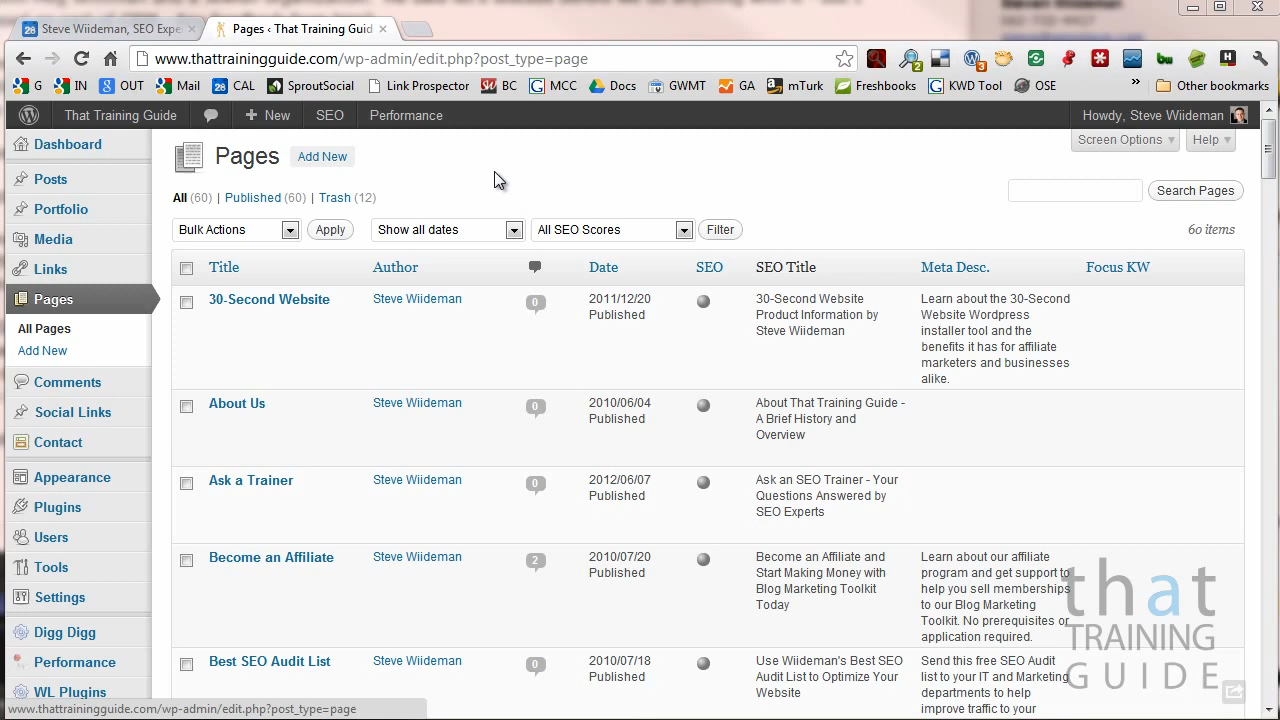 Steve Wiideman, SEO Expe
Pages ‹ That Training Guid
www.thattrainingguide.com/wp-admin/edit.php?post_type=page
G IN OUT Mail CAL SproutSocial Link Prospector BC MCC Docs GWMT GA mTurk Freshbooks KWD Tool OSE » Other bookmarks
That Training Guide + New SEO Performance Howdy, Steve Wiideman
Dashboard
Posts
Portfolio
Media
Links
Pages
All Pages
Add New
Comments
Social Links
Contact
Appearance
Plugins
Users
Tools
Settings
Digg Digg
Performance
WL Plugins
Screen Options Help
Pages Add New
All (60) | Published (60) | Trash (12)
Search Pages
Bulk Actions Apply Show all dates All SEO Scores Filter 60 items
Title Author Date SEO SEO Title Meta Desc. Focus KW
30-Second Website Steve Wiideman 0
2011/12/20
Published
30-Second Website
Product Information by
Steve Wiideman
Learn about the 30-Second
Website Wordpress
installer tool and the
benefits it has for affiliate
marketers and businesses
alike.
About Us Steve Wiideman 0
2010/06/04
Published
About That Training Guide -
A Brief History and
Overview
Ask a Trainer Steve Wiideman 0
2012/06/07
Published
Ask an SEO Trainer - Your
Questions Answered by
SEO Experts
Become an Affiliate Steve Wiideman 2
2010/07/20
Published
Become an Affiliate and
Start Making Money with
Blog Marketing Toolkit
Today
Learn about our affiliate
program and get support to
help you sell memberships
to our Blog Marketing
Toolkit. No prerequisites or
application required.
Best SEO Audit List Steve Wiideman 0
2010/07/18
Published
Use Wiideman's Best SEO
Audit List to Optimize Your
Website
Send this free SEO Audit
list to your IT and Marketing
departments to help
improve traffic to your
that
TRAINING
GUIDE
www.thattrainingguide.com/wp-admin/edit.php?post_type=page